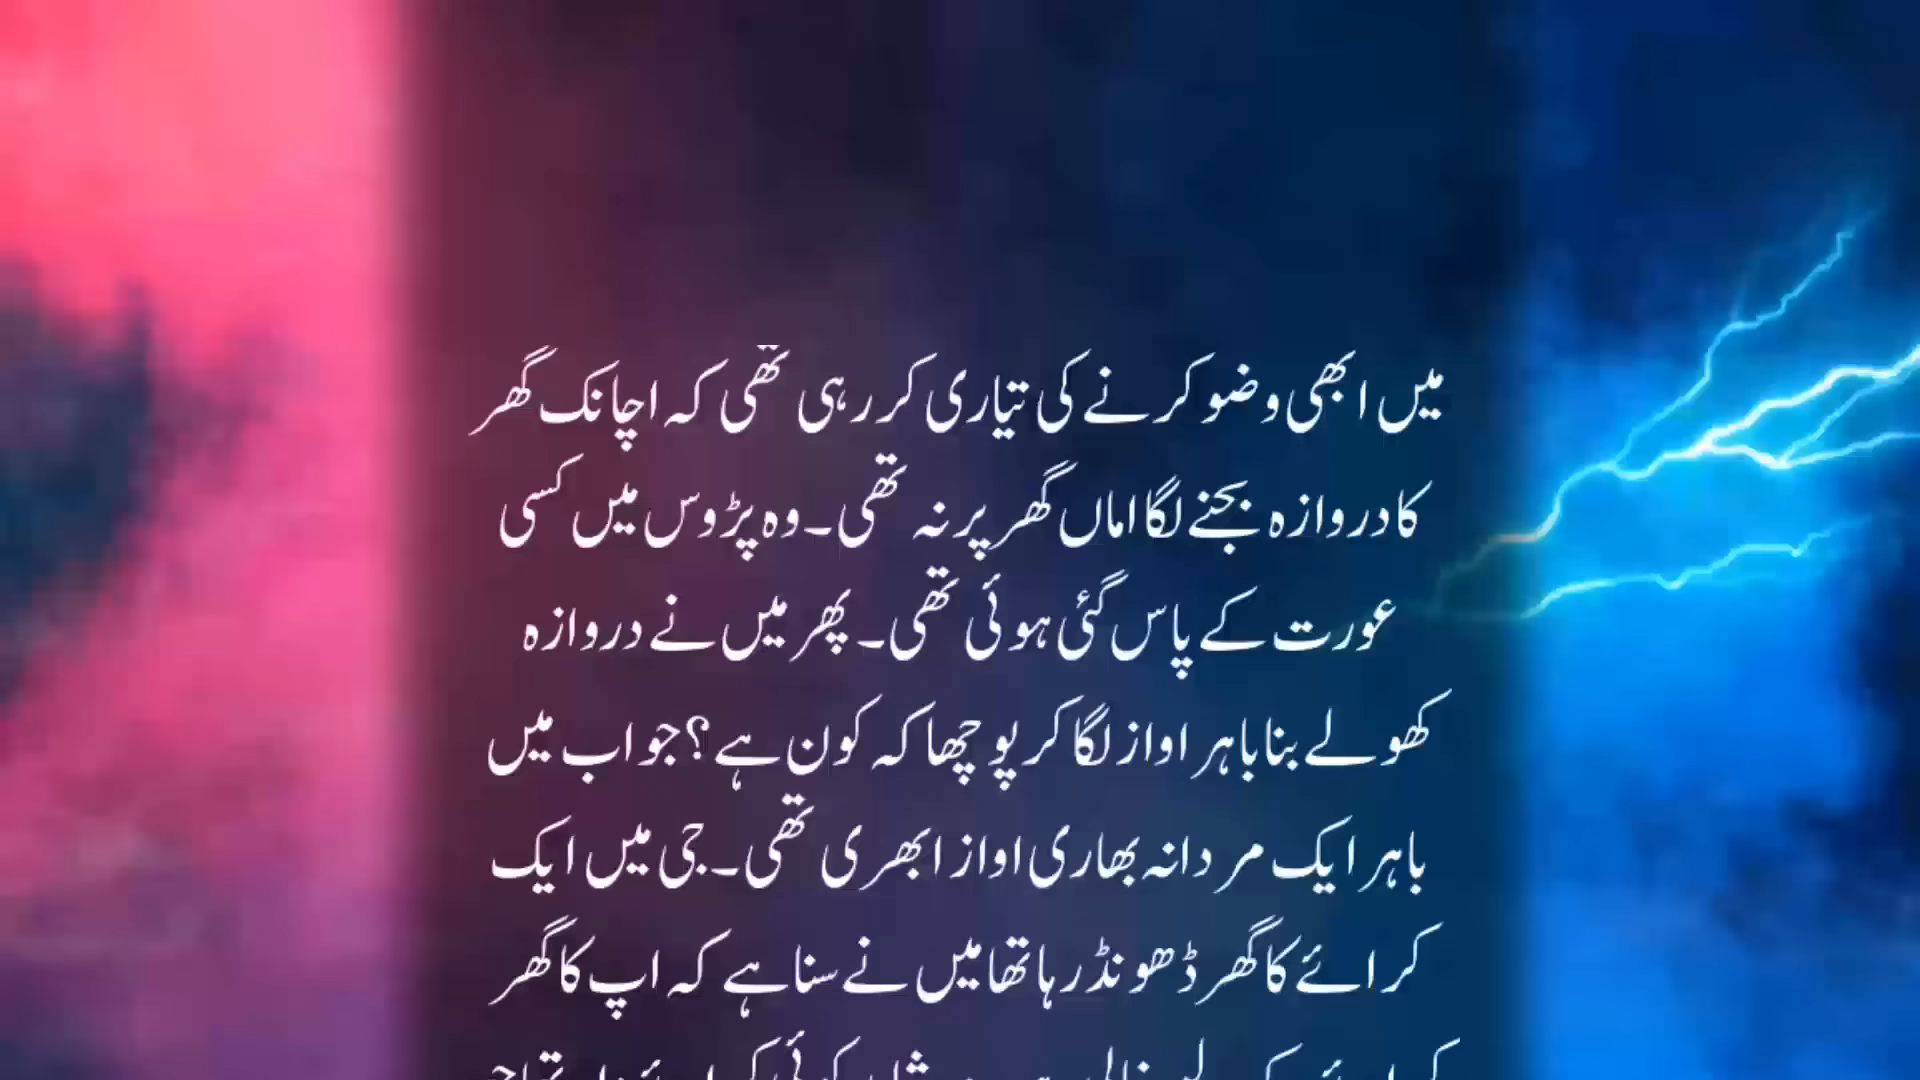 میں ابھی وضو کرنے کی تیاری کر رہی تھی کہ اچانک گھر
کا دروازہ بجنے لگا اماں گھر پر نہ تھی۔ وہ پڑوس میں کسی
عورت کے پاس گئی ہوئی تھی۔ پھر میں نے دروازہ
کھولے بنا باہر اواز لگا کر پوچھا کہ کون ہے؟ جواب میں
باہر ایک مردانہ بھاری اواز ابھری تھی۔ جی میں ایک
کرائے کا گھر ڈھونڈ رہا تھا میں نے سنا ہے کہ اپ کا گھر